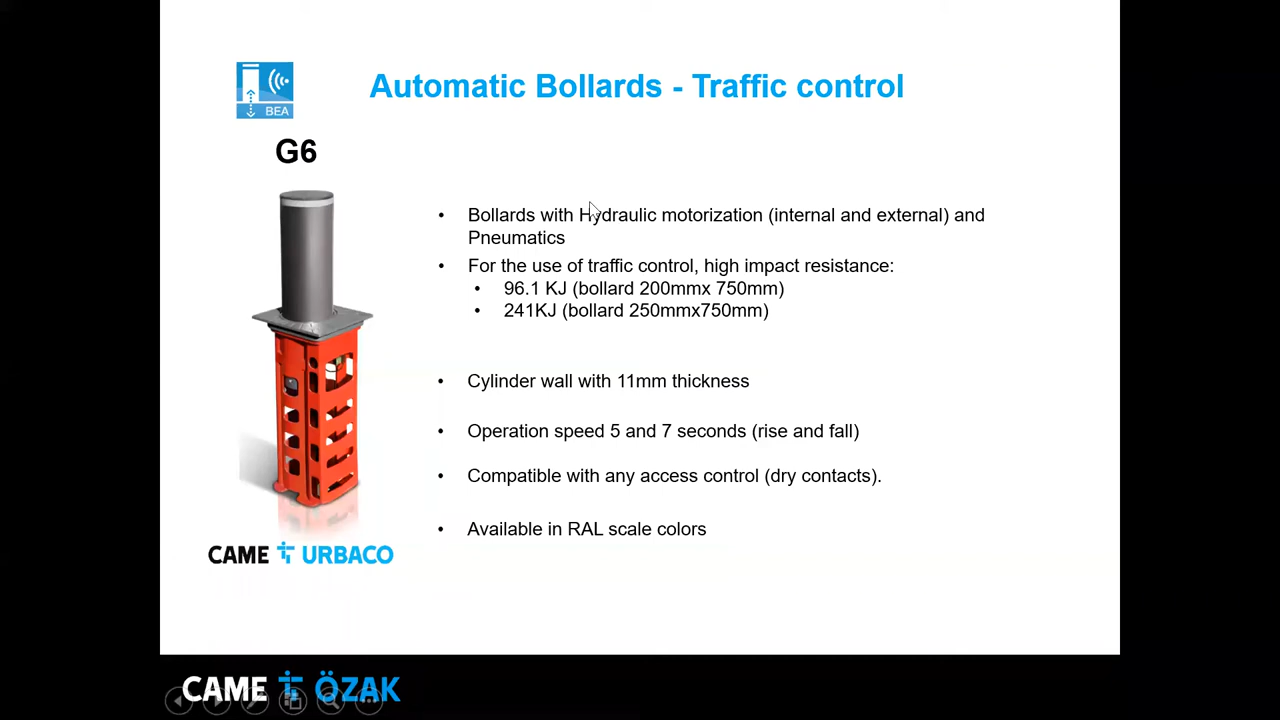 Automatic Bollards - Traffic control
BEA
G6
• Bollards with Hydraulic motorization (internal and external) and
Pneumatics
• For the use of traffic control, high impact resistance:
• 96.1 KJ (bollard 200mmx 750mm)
• 241KJ (bollard 250mmx750mm)
• Cylinder wall with 11mm thickness
• Operation speed 5 and 7 seconds (rise and fall)
• Compatible with any access control (dry contacts).
• Available in RAL scale colors
CAME URBACO
CAME ÖZAK